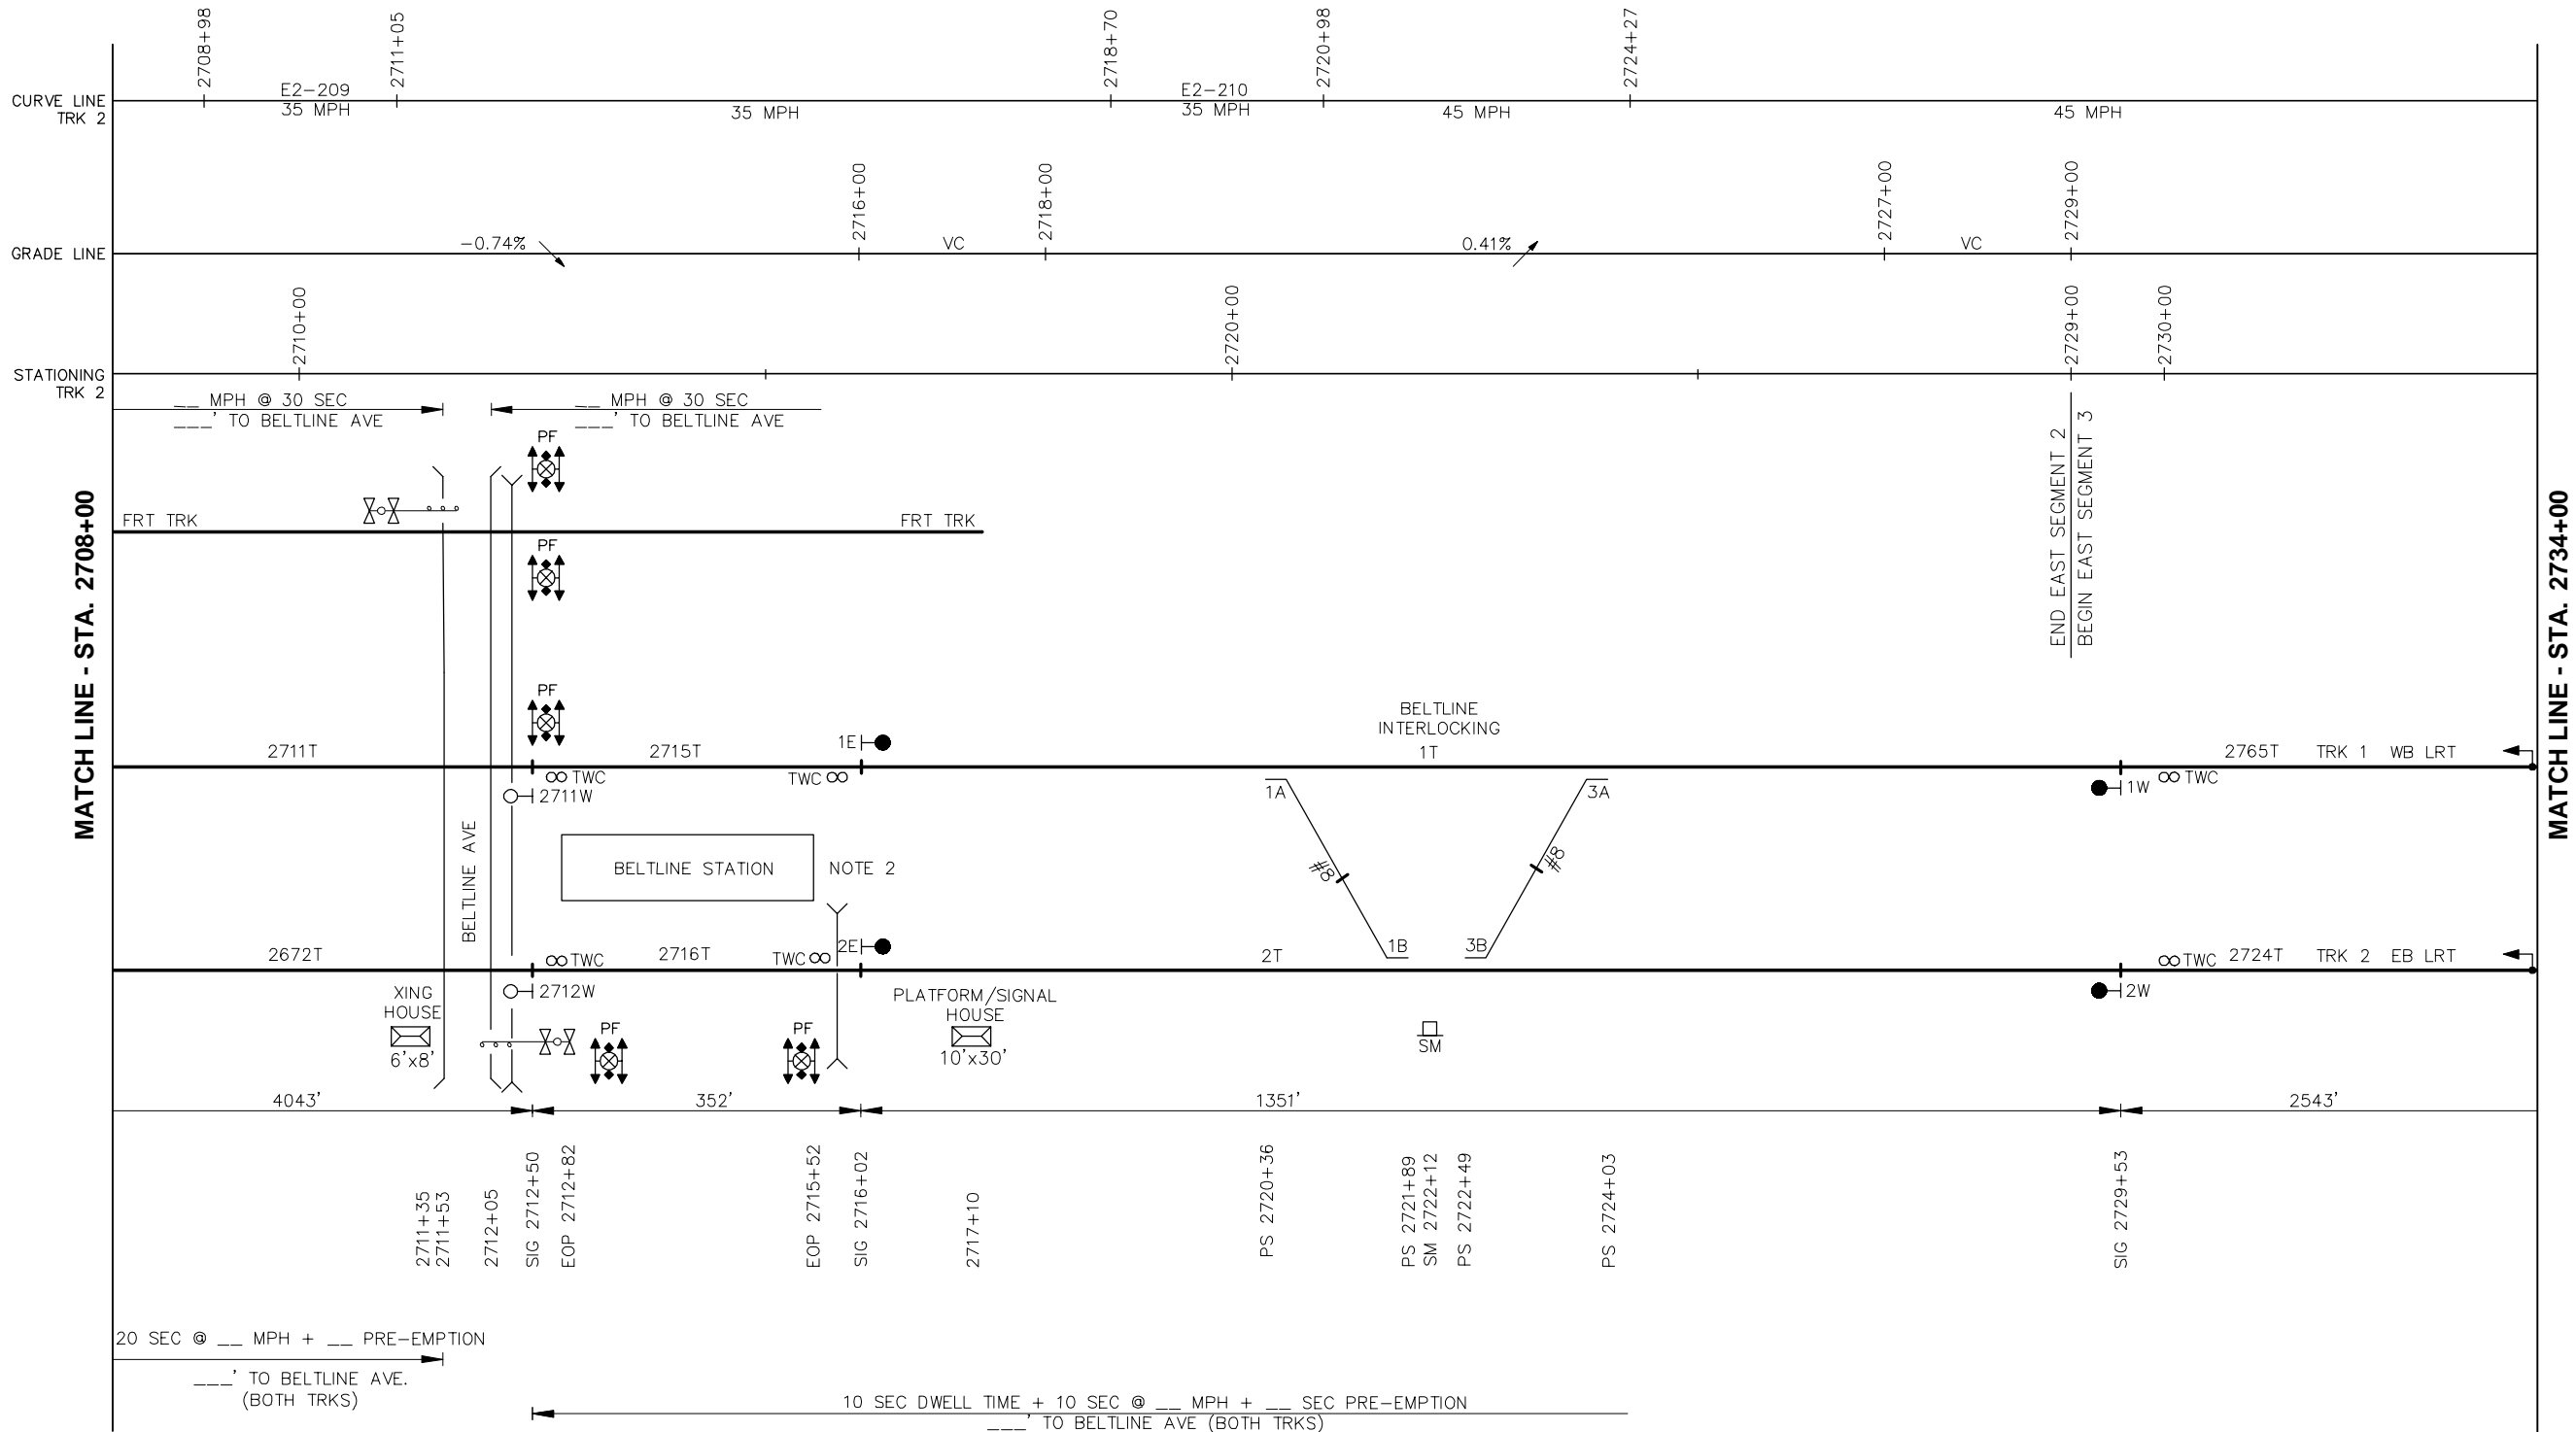 2708+98
2711+05
2718+70
2720+98
2724+27
CURVE LINE
TRK 2
E2-209
35 MPH
35 MPH
E2-210
35 MPH
45 MPH
45 MPH
2716+00
2718+00
2727+00
2729+00
GRADE LINE
-0.74%
VC
0.41%
VC
2710+00
2720+00
2729+00
2730+00
STATIONING
TRK 2
__ MPH @ 30 SEC
___' TO BELTLINE AVE
__ MPH @ 30 SEC
___' TO BELTLINE AVE
END EAST SEGMENT 2
BEGIN EAST SEGMENT 3
MATCH LINE - STA. 2708+00
MATCH LINE - STA. 2734+00
PF
FRT TRK
FRT TRK
PF
PF
BELTLINE
INTERLOCKING
2711T
2715T
1E
1T
2765T
TRK 1 WB LRT
TWC
TWC
2711W
1A
3A
1W
TWC
BELTLINE AVE
BELTLINE STATION
NOTE 2
#8
#8
2672T
TWC
2716T
TWC
2E
2T
1B
3B
TWC
2724T
TRK 2 EB LRT
2712W
2W
XING
HOUSE
6'x8'
PF
PF
PLATFORM/SIGNAL
HOUSE
10'x30'
SM
4043'
352'
1351'
2543'
2711+35
2711+53
2712+05
SIG 2712+50
EOP 2712+82
EOP 2715+52
SIG 2716+02
2717+10
PS 2720+36
PS 2721+89
SM 2722+12
PS 2722+49
PS 2724+03
SIG 2729+53
20 SEC @ __ MPH + __ PRE-EMPTION
___' TO BELTLINE AVE.
(BOTH TRKS)
10 SEC DWELL TIME + 10 SEC @ __ MPH + __ SEC PRE-EMPTION
___' TO BELTLINE AVE (BOTH TRKS)